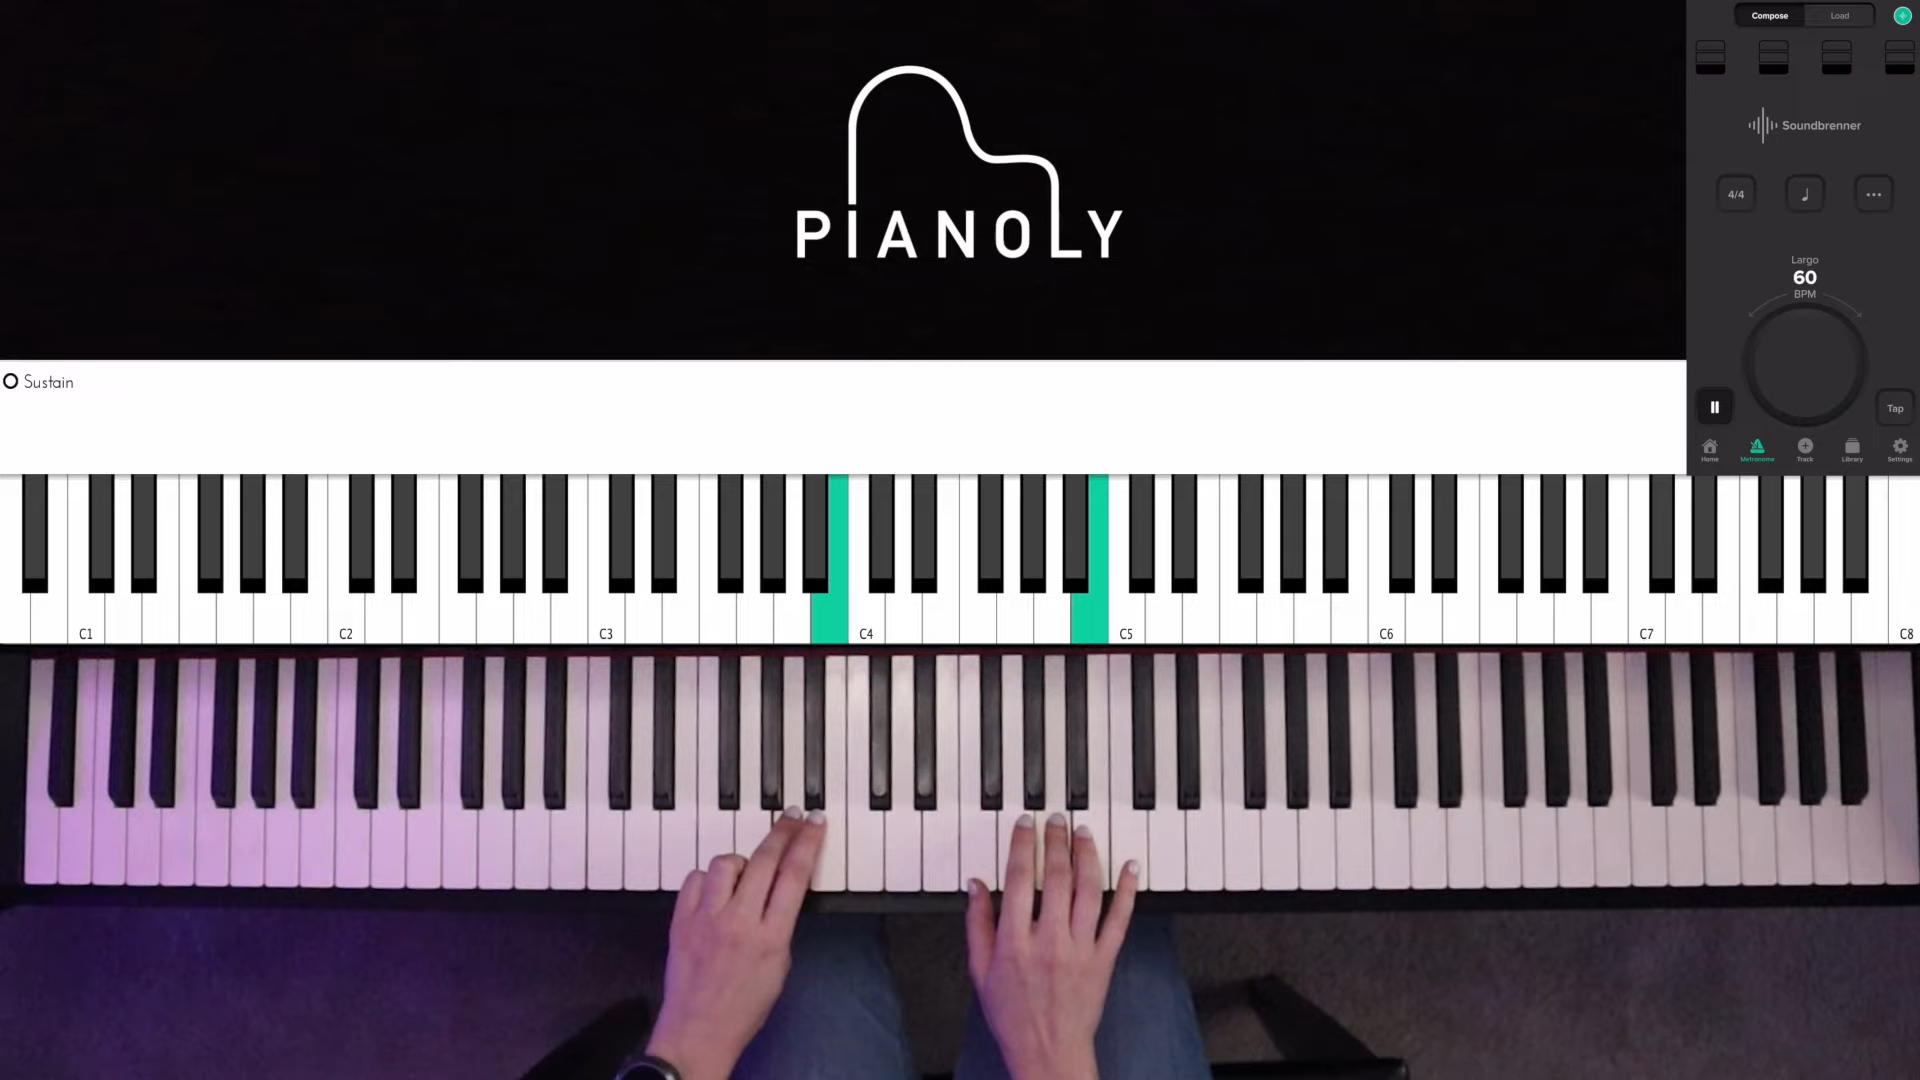 Compose Load
Soundbrenner
4/4
PIANOLY
Largo
60
BPM
Sustain
Tap
Home Metronome Track Library Settings
C1 C2 C3 C4 C5 C6 C7 C8